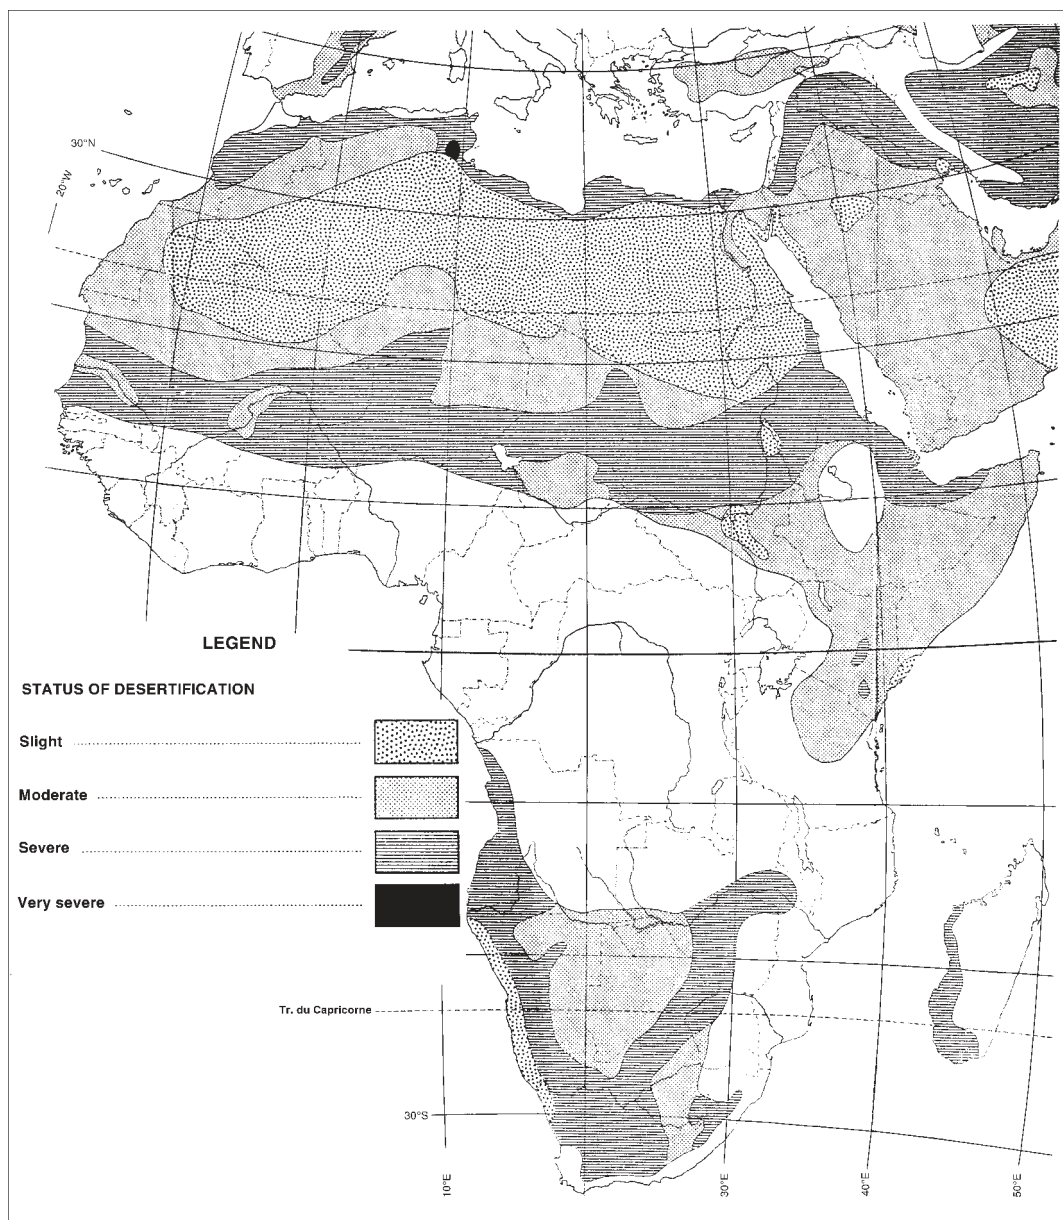 30°N
20°W
LEGEND
STATUS OF DESERTIFICATION
Slight
Moderate
Severe
Very severe
Tr. du Capricorne
30°S
10°E
30°E
40°E
50°E